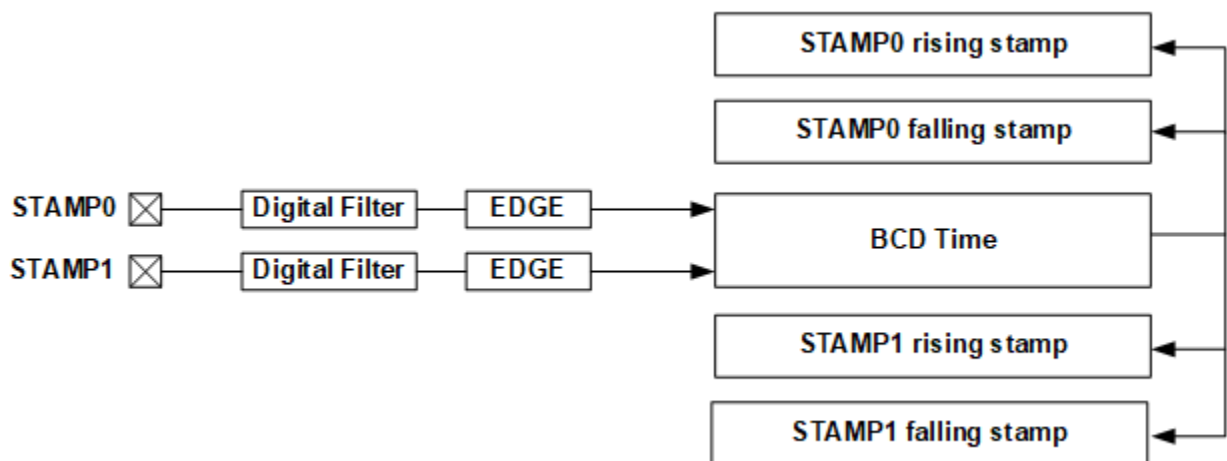 STAMP0 rising stamp
STAMP0 falling stamp
STAMP0 Digital Filter EDGE
BCD Time
STAMP1 Digital Filter EDGE
STAMP1 rising stamp
STAMP1 falling stamp